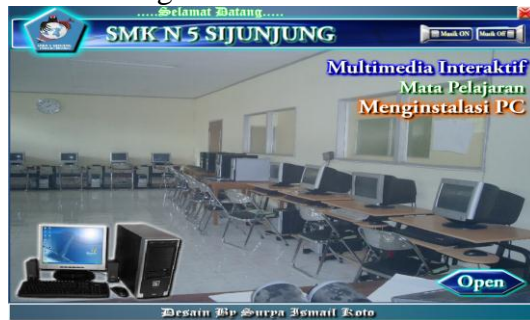 .....Selamat Datang.....
SMK N 5 SIJUNJUNG
Musik ON Musik Off
Multimedia Interaktif
Mata Pelajaran
Menginstalasi PC
Open
Desain By Surya Ismail Koto